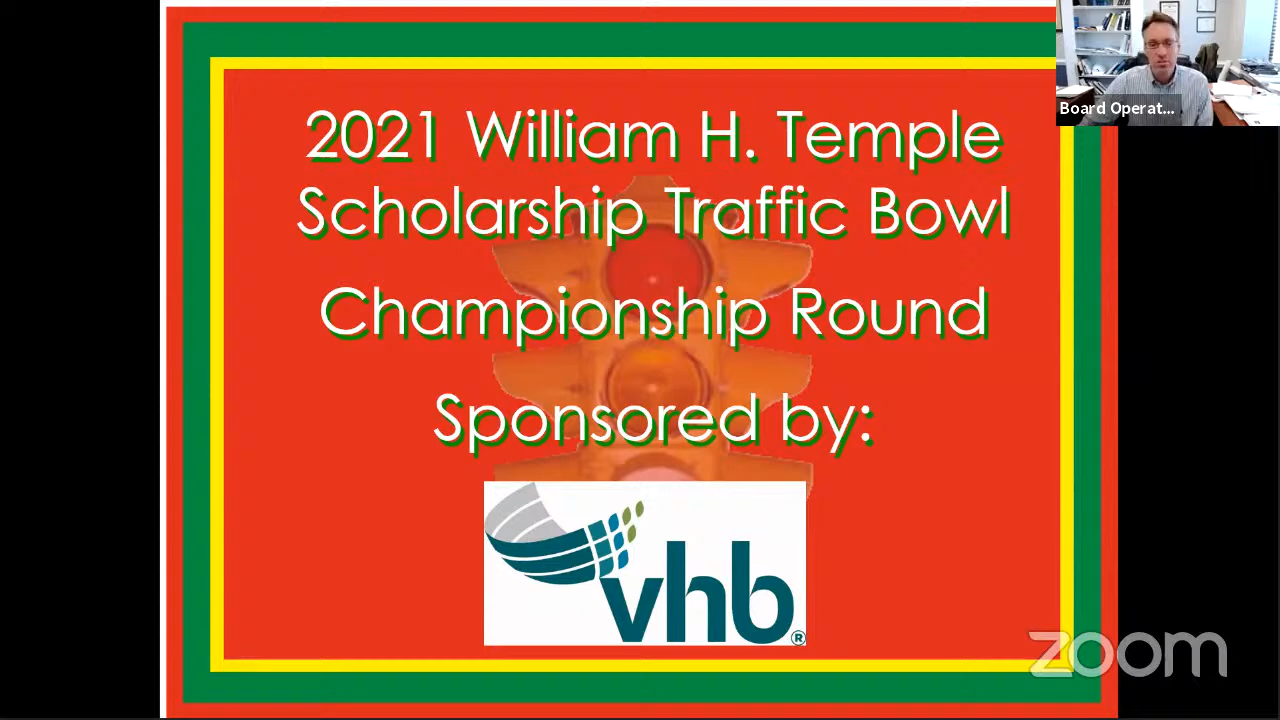 2021 William H. Temple
Scholarship Traffic Bowl
Championship Round
Sponsored by:
vhb®
Board Operat...
zoom